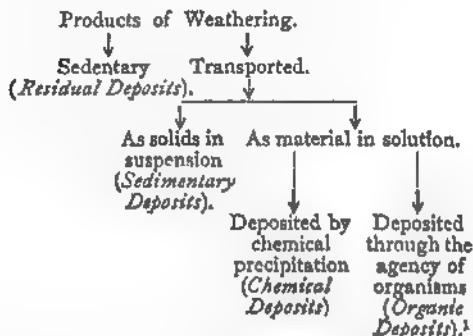 Products of Weathering.
Sedentary Transported.
(Residual Deposits).
As solids in As material in solution.
suspension
(Sedimentary
Deposits).
Deposited by Deposited
chemical through the
precipitation agency of
(Chemical organisms
Deposits) (Organic
Deposits).¹